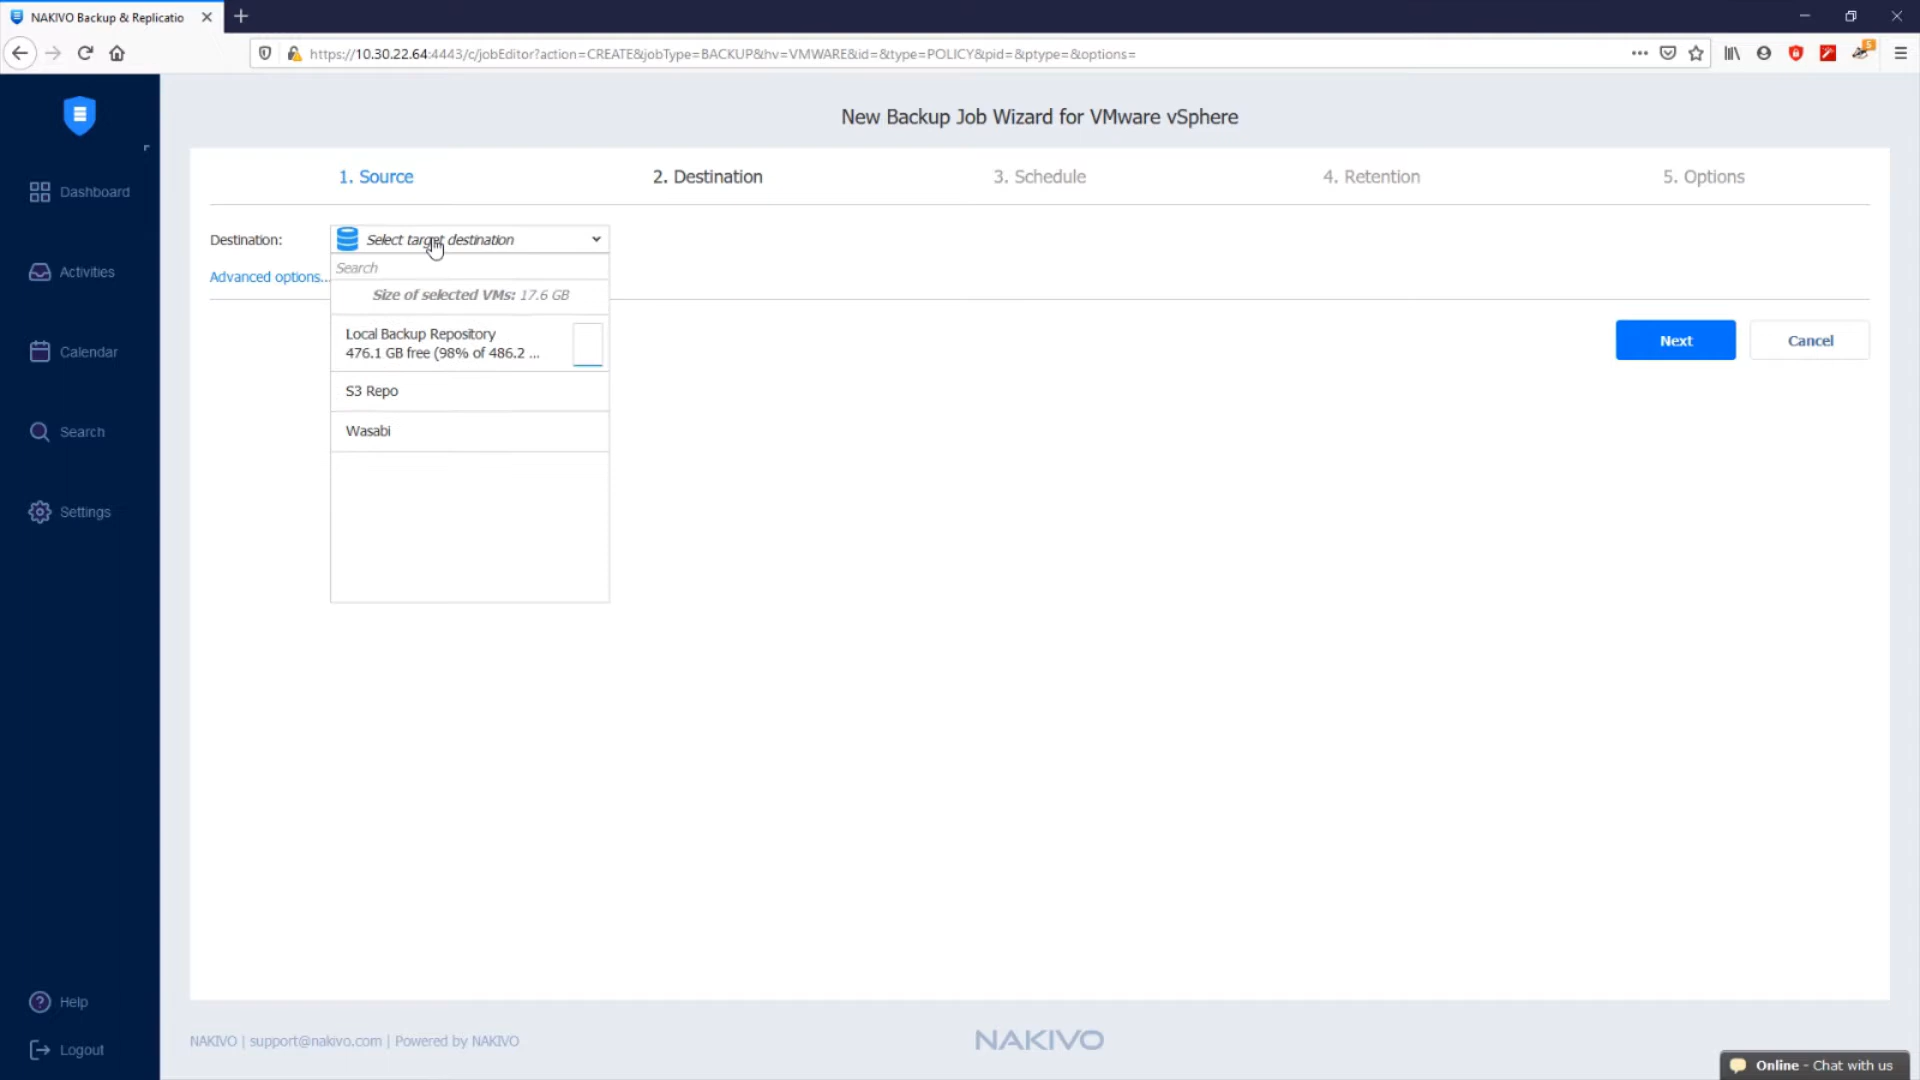 NAKIVO Backup & Replicatio
https://10.30.22.64:4443/c/jobEditor?action=CREATE&jobType=BACKUP&hv=VMWARE&id=&type=POLICY&pid=&ptype=&options=
5
New Backup Job Wizard for VMware vSphere
1. Source
2. Destination
3. Schedule
4. Retention
5. Options
Dashboard
Activities
Calendar
Search
Settings
Help
Logout
Destination:
Select target destination
Advanced options...
Search
Size of selected VMs: 17.6 GB
Local Backup Repository
476.1 GB free (98% of 486.2 ...
S3 Repo
Wasabi
Next
Cancel
NAKIVO | support@nakivo.com | Powered by NAKIVO
NAKIVO
Online - Chat with us